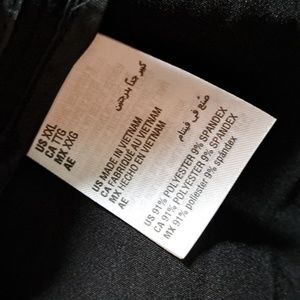 US XXL
CA TTG
MX XXG
AE
US MADE IN VIETNAM
CA FABRIQUÉ AU VIETNAM
MX HECHO EN VIETNAM
AE
صنع في فيتنام
US 91% POLYESTER 9% SPANDEX
CA 91% POLYESTER 9% SPANDEX
MX 91% poliéster 9% spandex